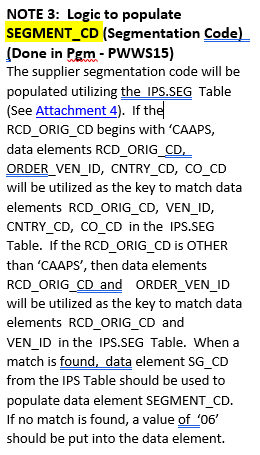 NOTE 3:  Logic to populate
SEGMENT_CD (Segmentation Code)
(Done in Pgm - PWWS15)
The supplier segmentation code will be
populated utilizing the  IPS.SEG  Table
(See Attachment 4).  If the
RCD_ORIG_CD begins with ‘CAAPS,
data elements RCD_ORIG_CD,
ORDER_VEN_ID,  CNTRY_CD,  CO_CD
will be utilized as the key to match data
elements  RCD_ORIG_CD,  VEN_ID,
CNTRY_CD,  CO_CD  in the  IPS.SEG
Table.  If the RCD_ORIG_CD is OTHER
than ‘CAAPS’, then data elements
RCD_ORIG_CD and   ORDER_VEN_ID
will be utilized as the key to match data
elements  RCD_ORIG_CD  and
VEN_ID  in the  IPS.SEG  Table.  When a
match is found,  data element SG_CD
from the IPS Table should be used to
populate data element SEGMENT_CD.
If no match is found, a value of  ‘06’
should be put into the data element.